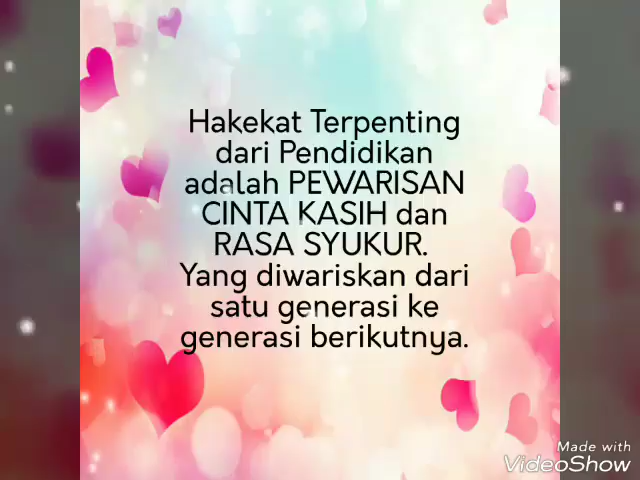 Hakekat Terpenting
dari Pendidikan
adalah PEWARISAN
CINTA KASIH dan
RASA SYUKUR.
Yang diwariskan dari
satu generasi ke
generasi berikutnya.
Made with
VideoShow